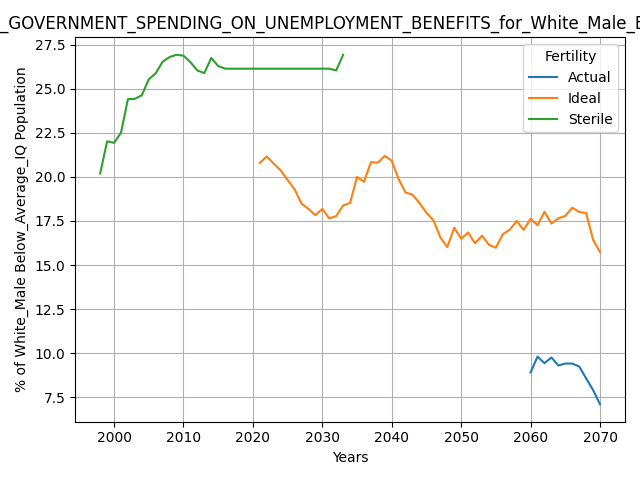 _GOVERNMENT_SPENDING_ON_UNEMPLOYMENT_BENEFITS_for_White_Male_B
27.5
25.0
22.5
20.0
17.5
15.0
12.5
10.0
7.5
% of White_Male Below_Average_IQ Population
Fertility
Actual
Ideal
Sterile
2000 2010 2020 2030 2040 2050 2060 2070
Years